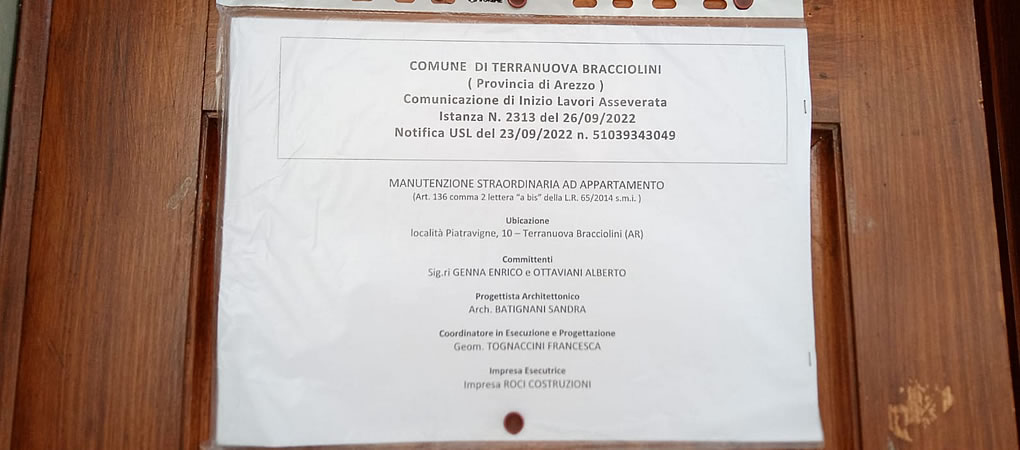 COMUNE DI TERRANUOVA BRACCIOLINI
( Provincia di Arezzo )
Comunicazione di Inizio Lavori Asseverata
Istanza N. 2313 del 26/09/2022
Notifica USL del 23/09/2022 n. 51039343049
MANUTENZIONE STRAORDINARIA AD APPARTAMENTO
(Art. 136 comma 2 lettera "a bis" della L.R. 65/2014 s.m.i. )
Ubicazione
località Piatravigne, 10 – Terranuova Bracciolini (AR)
Committenti
Sig.ri GENNA ENRICO e OTTAVIANI ALBERTO
Progettista Architettonico
Arch. BATIGNANI SANDRA
Coordinatore in Esecuzione e Progettazione
Geom. TOGNACCINI FRANCESCA
Impresa Esecutrice
Impresa ROCI COSTRUZIONI